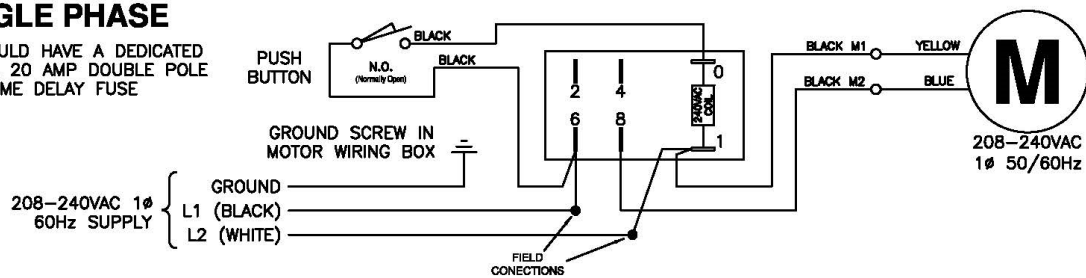 GLE PHASE
ULD HAVE A DEDICATED
20 AMP DOUBLE POLE
ME DELAY FUSE
PUSH
BUTTON
N.O.
(Normally Open)
BLACK
BLACK
2 4
6 8
0
240VAC
COIL
1
BLACK M1
YELLOW
BLACK M2
BLUE
M
208-240VAC
1ø 50/60Hz
GROUND SCREW IN
MOTOR WIRING BOX
208-240VAC 1ø
60Hz SUPPLY
GROUND
L1 (BLACK)
L2 (WHITE)
FIELD
CONECTIONS